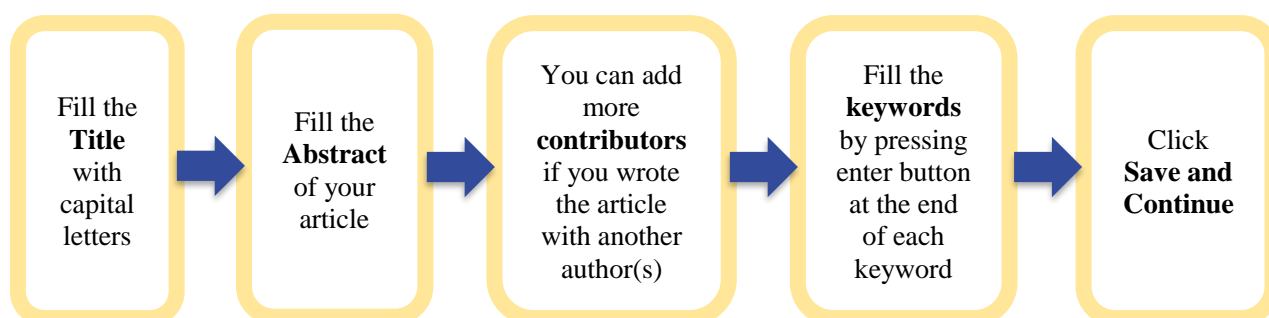 Fill the
Title
with
capital
letters
Fill the
Abstract
of your
article
You can add
more
contributors
if you wrote
the article
with another
author(s)
Fill the
keywords
by pressing
enter button
at the end
of each
keyword
Click
Save and
Continue